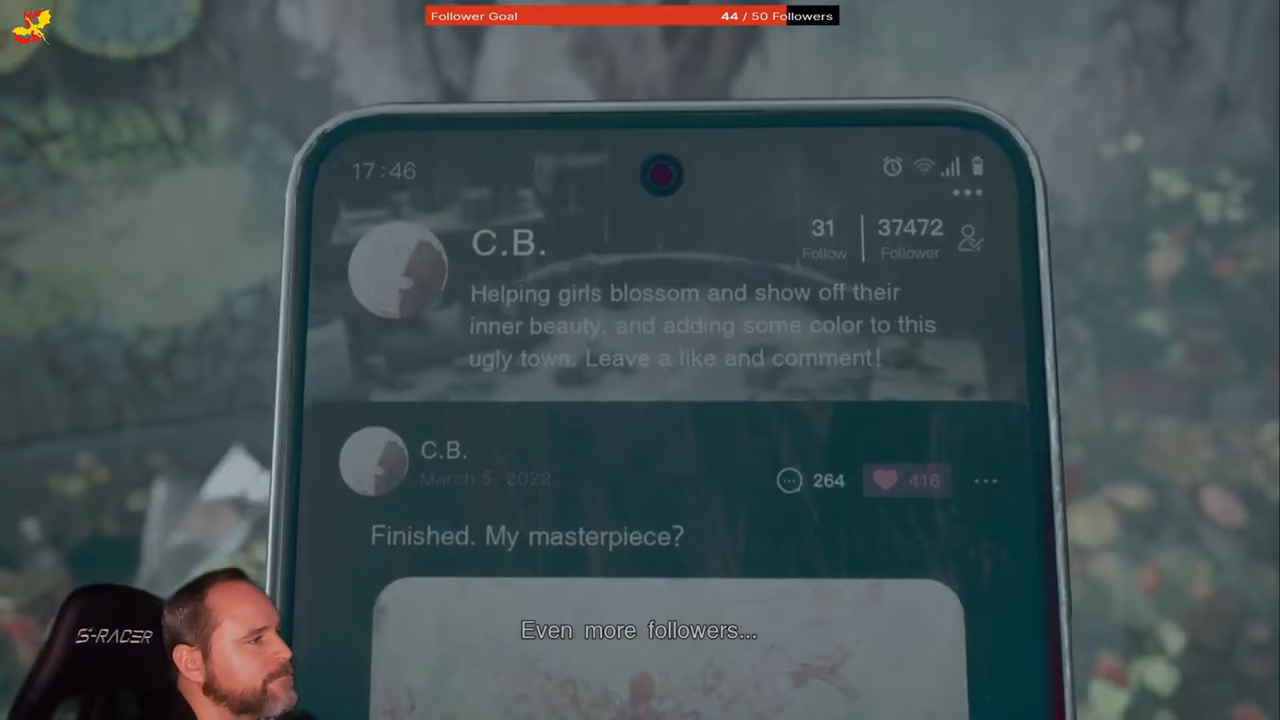 Follower Goal 44 / 50 Followers
17:46
C.B.
31 37472
Follow Follower
Helping girls blossom and show off their
inner beauty, and adding some color to this
ugly town. Leave a like and comment!
C.B.
March 5, 2022
264 416
Finished. My masterpiece?
Even more followers...
S-RACER